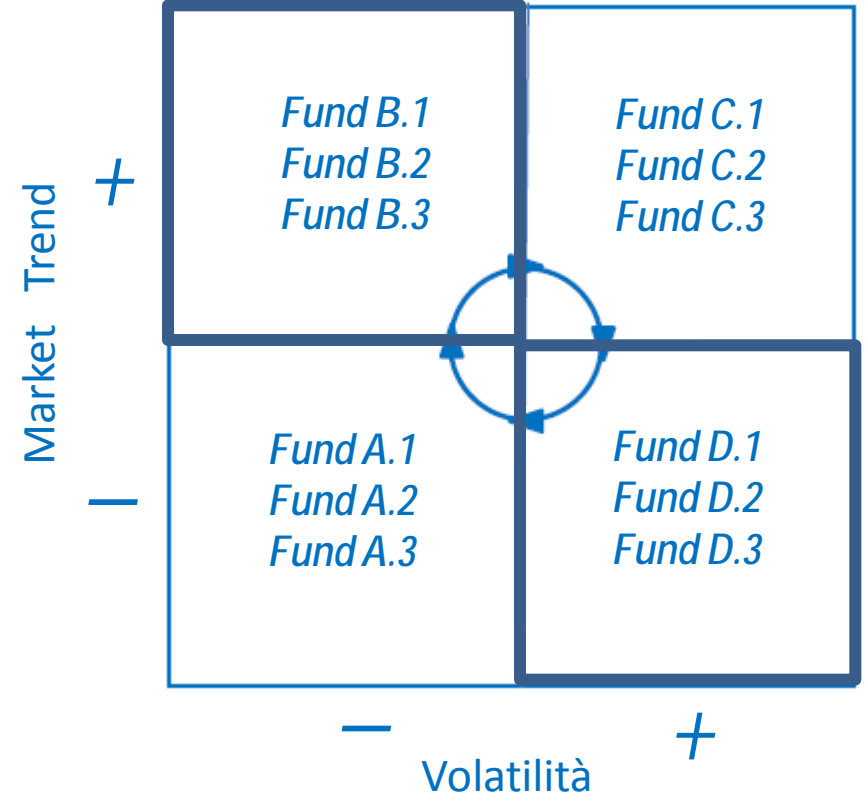 Fund B.1
Fund B.2
Fund B.3
Fund C.1
Fund C.2
Fund C.3
+
Market Trend
−
Fund A.1
Fund A.2
Fund A.3
Fund D.1
Fund D.2
Fund D.3
−
+
Volatilità